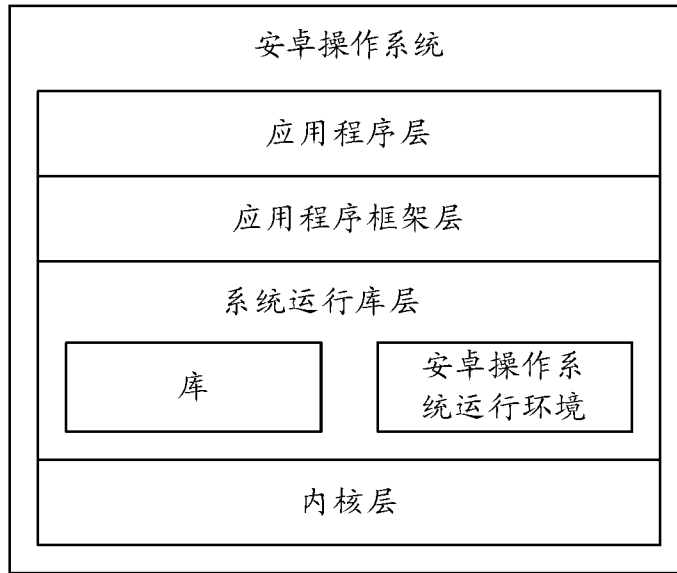 安卓操作系统
应用程序层
应用程序框架层
系统运行库层
库
安卓操作系
统运行环境
内核层